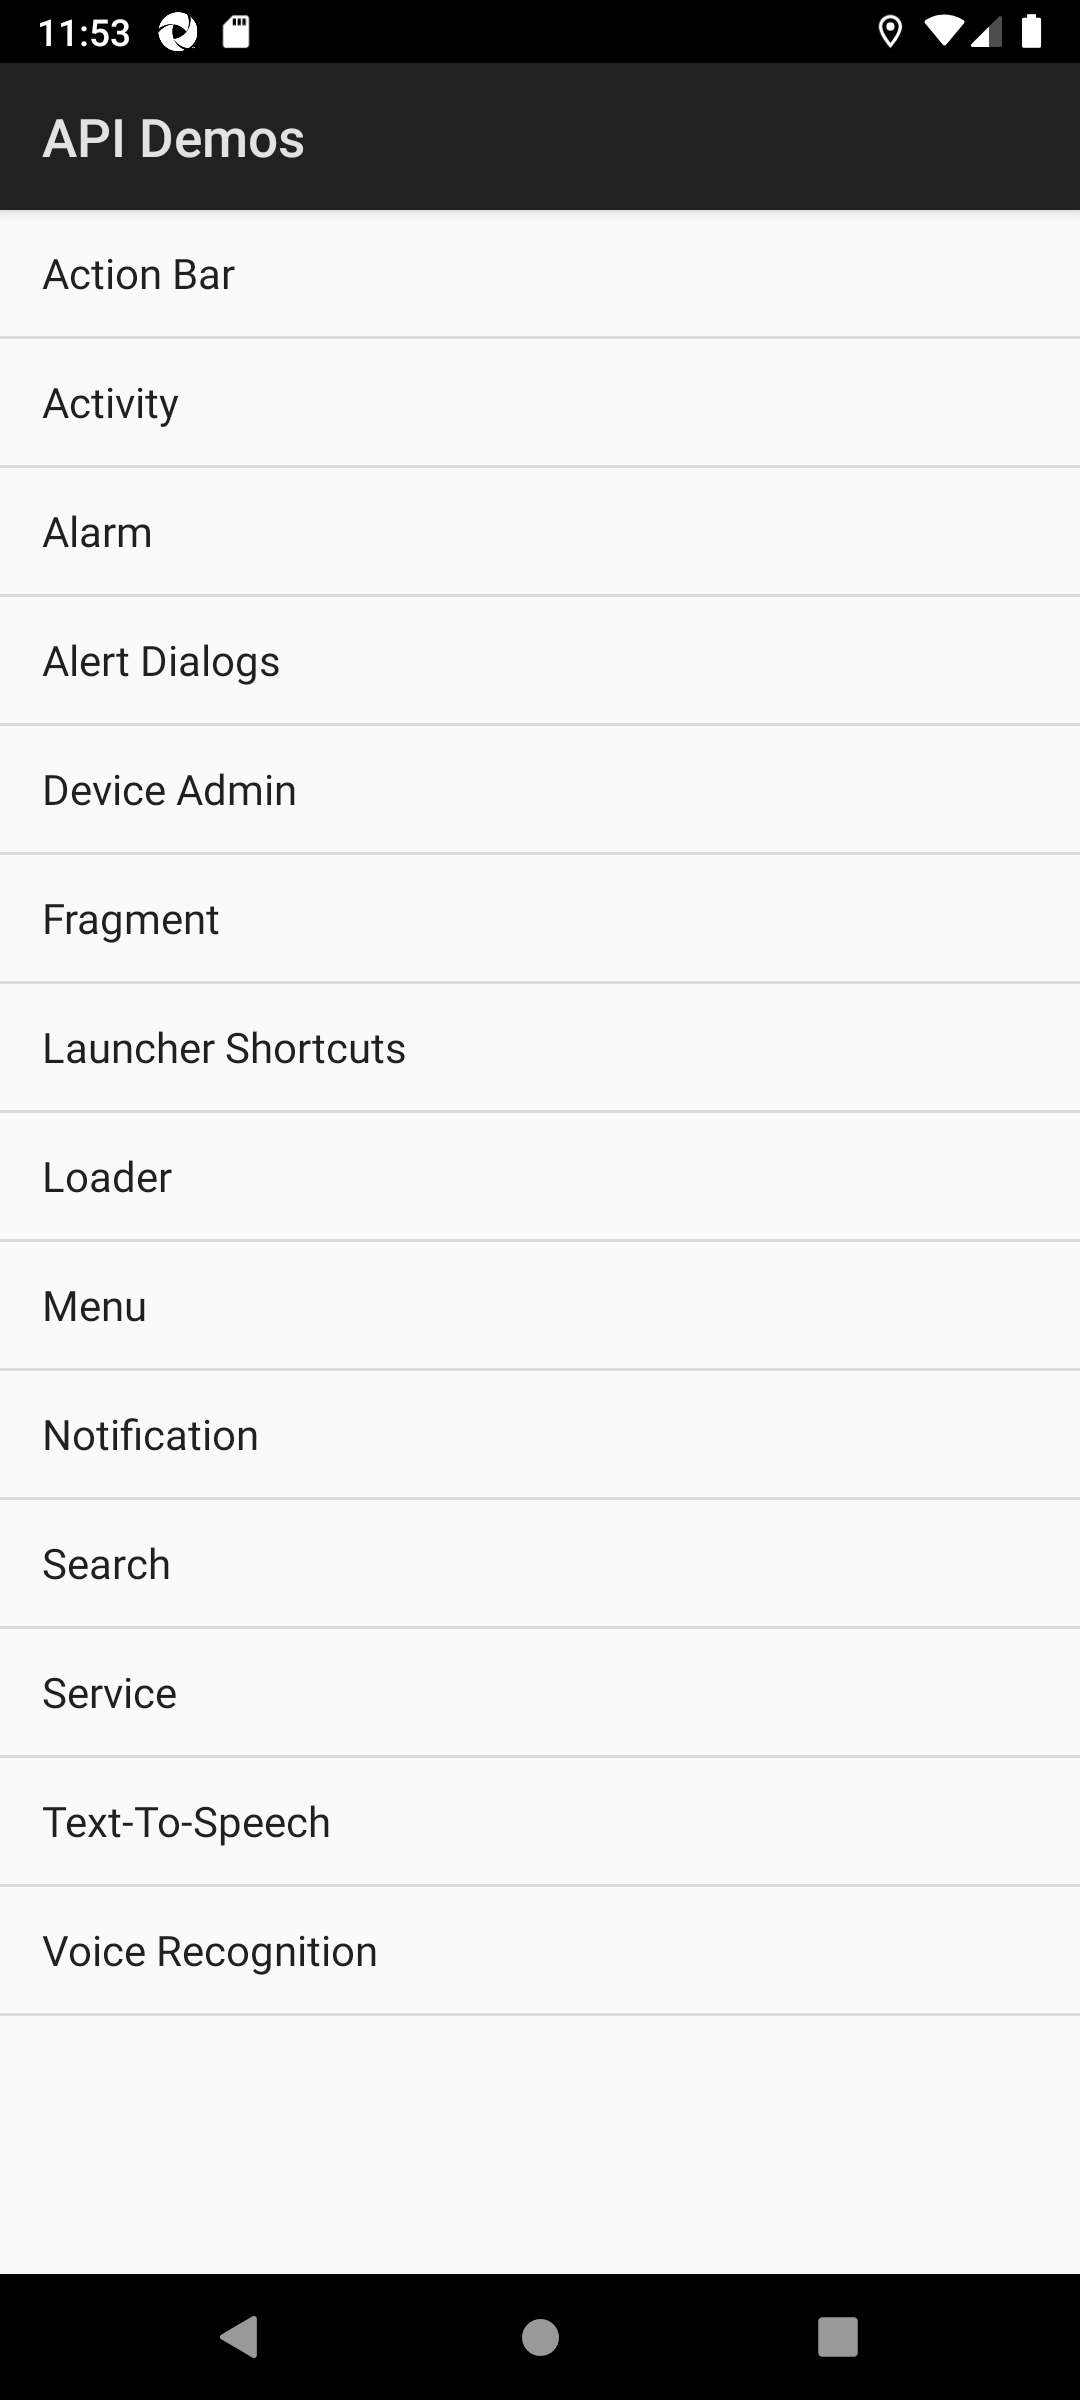 11:53
API Demos
Action Bar
Activity
Alarm
Alert Dialogs
Device Admin
Fragment
Launcher Shortcuts
Loader
Menu
Notification
Search
Service
Text-To-Speech
Voice Recognition